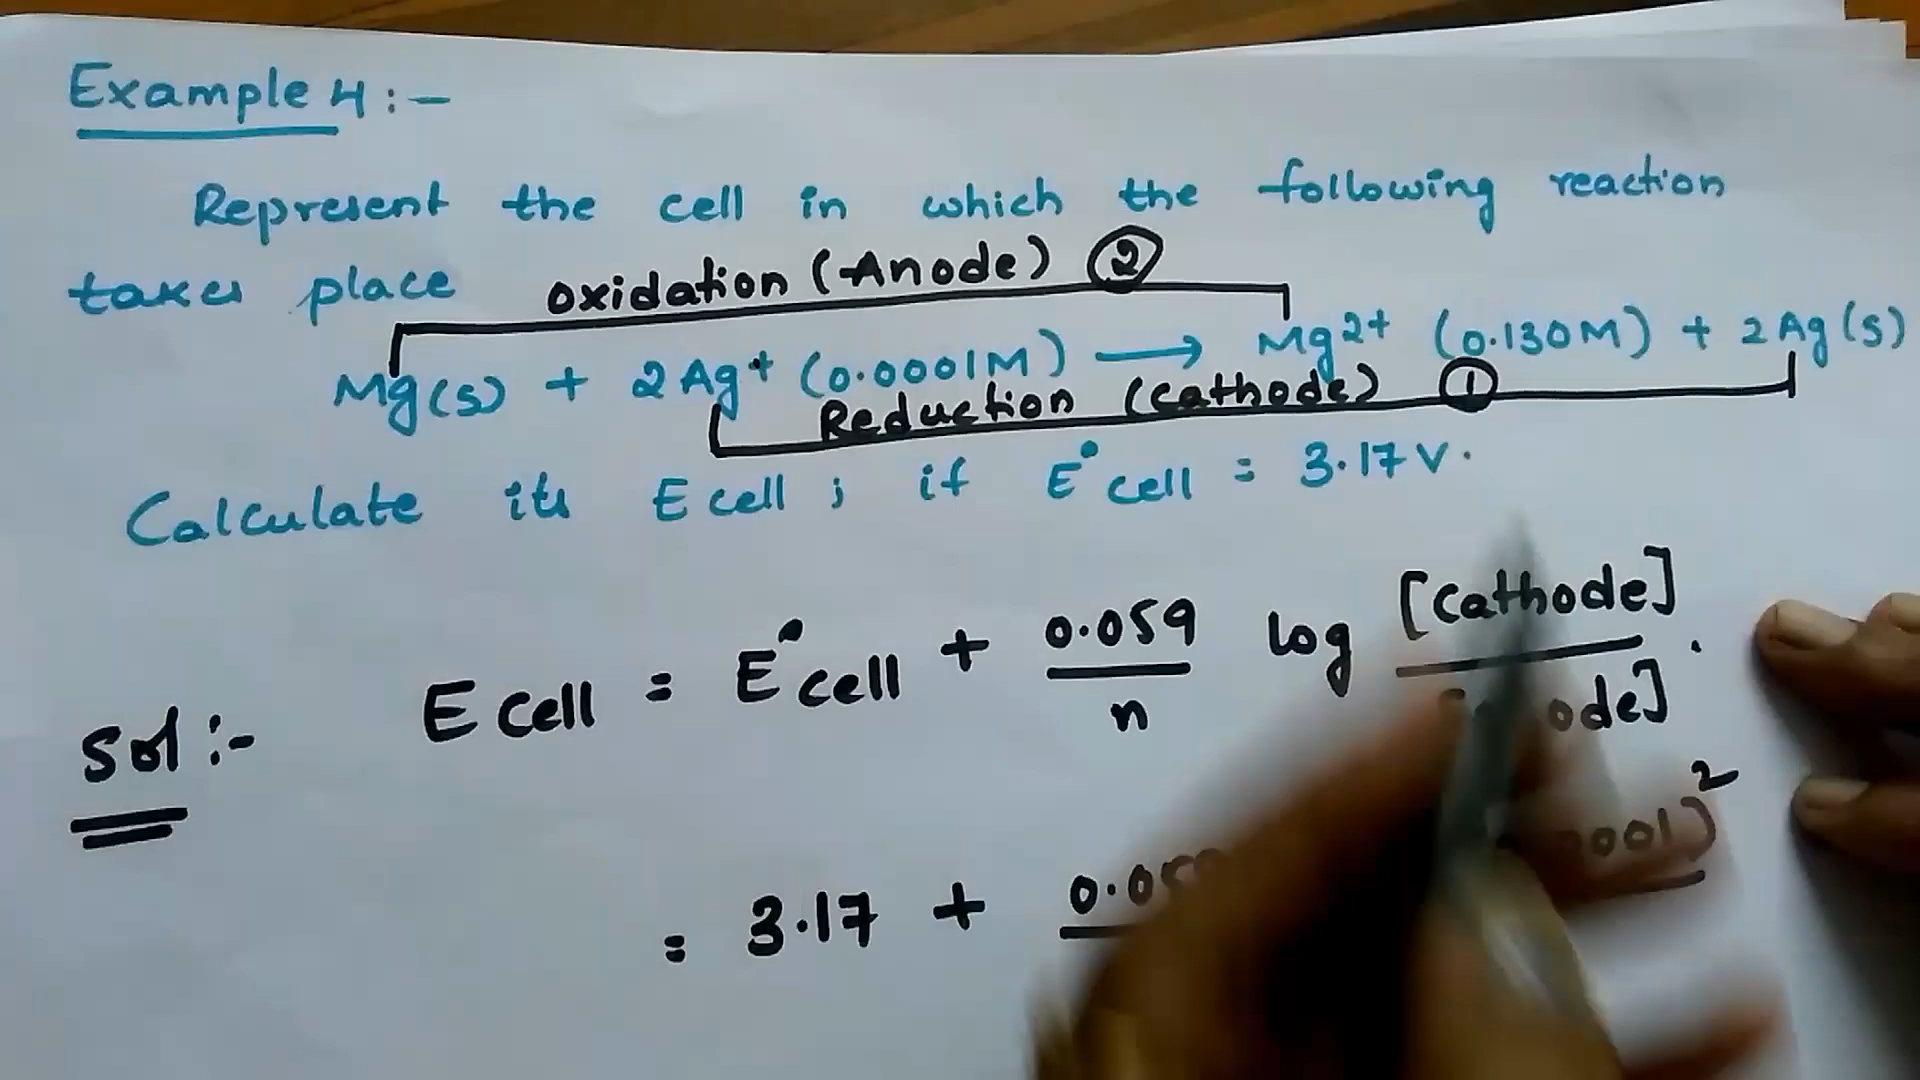 Example 4:-
Represent the cell in which the following reaction
takes place oxidation (Anode) ②
Mg(s) + 2Ag⁺ (0.0001M) → Mg²⁺ (0.130M) + 2Ag(s)
Reduction (cathode) ①
Calculate its Ecell ; if E°cell = 3.17V.
Sol :- Ecell = E°cell + 0.059/n log [cathode]/
= 3.17 +